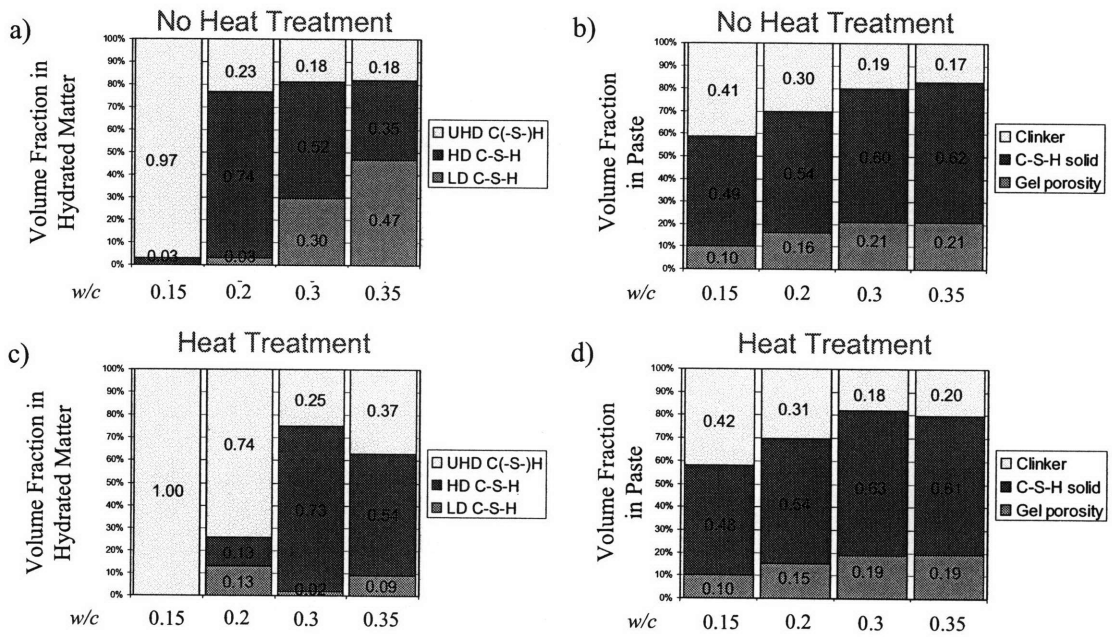 a)
No Heat Treatment
Volume Fraction in
Hydrated Matter
100%
90%
80%
70%
60%
50%
40%
30%
20%
10%
0%
0.97
0.03
0.23
0.74
0.03
0.18
0.52
0.30
0.18
0.35
0.47
UHD C(-S-)H
HD C-S-H
LD C-S-H
w/c 0.15 0.2 0.3 0.35
b)
No Heat Treatment
Volume Fraction
in Paste
100%
90%
80%
70%
60%
50%
40%
30%
20%
10%
0%
0.41
0.49
0.10
0.30
0.54
0.16
0.19
0.60
0.21
0.17
0.62
0.21
Clinker
C-S-H solid
Gel porosity
w/c 0.15 0.2 0.3 0.35
c)
Heat Treatment
Volume Fraction in
Hydrated Matter
100%
90%
80%
70%
60%
50%
40%
30%
20%
10%
0%
1.00
0.74
0.13
0.13
0.25
0.73
0.02
0.37
0.54
0.09
UHD C(-S-)H
HD C-S-H
LD C-S-H
w/c 0.15 0.2 0.3 0.35
d)
Heat Treatment
Volume Fraction
in Paste
100%
90%
80%
70%
60%
50%
40%
30%
20%
10%
0%
0.42
0.48
0.10
0.31
0.54
0.15
0.18
0.63
0.19
0.20
0.61
0.19
Clinker
C-S-H solid
Gel porosity
w/c 0.15 0.2 0.3 0.35